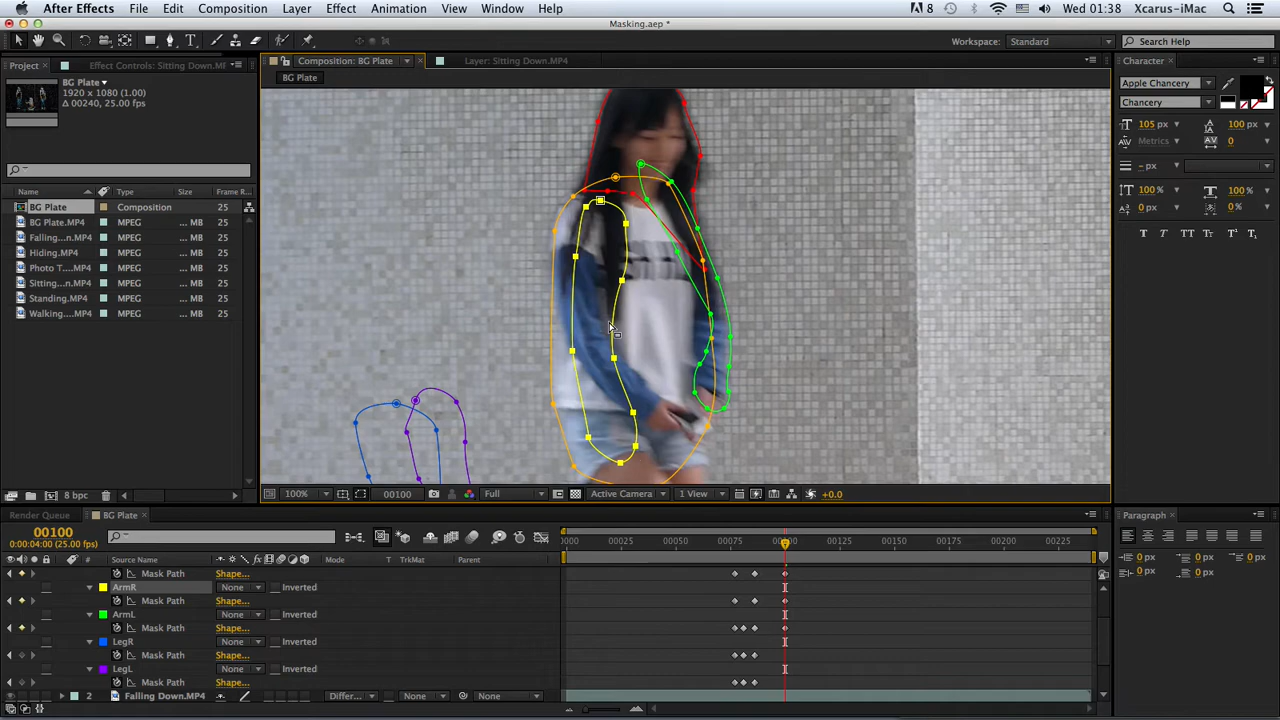 After Effects File Edit Composition Layer Effect Animation View Window Help 8 Wed 01:38 Xcarus-iMac
Masking.aep *
Workspace: Standard Search Help
Project Effect Controls: Sitting Down.M Composition: BG Plate Layer: Sitting Down.MP4 Character
BG Plate
1920 x 1080 (1.00)
Δ 00240, 25.00 fps
BG Plate
Apple Chancery
Chancery
105 px 100 px
Metrics 0
- px
100% 100%
0 px 0%
T T TT Tt T¹ T₁
Name Type Size Frame R...
BG Plate Composition 25
BG Plate.MP4 MPEG ... MB 25
Falling...n.MP4 MPEG ... MB 25
Hiding.MP4 MPEG ... MB 25
Photo T....MP4 MPEG ... MB 25
Sitting...n.MP4 MPEG ... MB 25
Standing.MP4 MPEG ... MB 25
Walking....MP4 MPEG ... MB 25
8 bpc 100% 00100 Full Active Camera 1 View +0.0
Render Queue BG Plate Paragraph
00100
0:00:04:00 (25.00 fps)
0000 00025 00050 00075 00100 00125 00150 00175 00200 00225
Source Name Mode T TrkMat Parent
0 px 0 px 0 px
0 px 0 px
Mask Path Shape...
ArmR None Inverted
Mask Path Shape...
ArmL None Inverted
Mask Path Shape...
LegR None Inverted
Mask Path Shape...
LegL None Inverted
Mask Path Shape...
2 Falling Down.MP4 Differ... None None